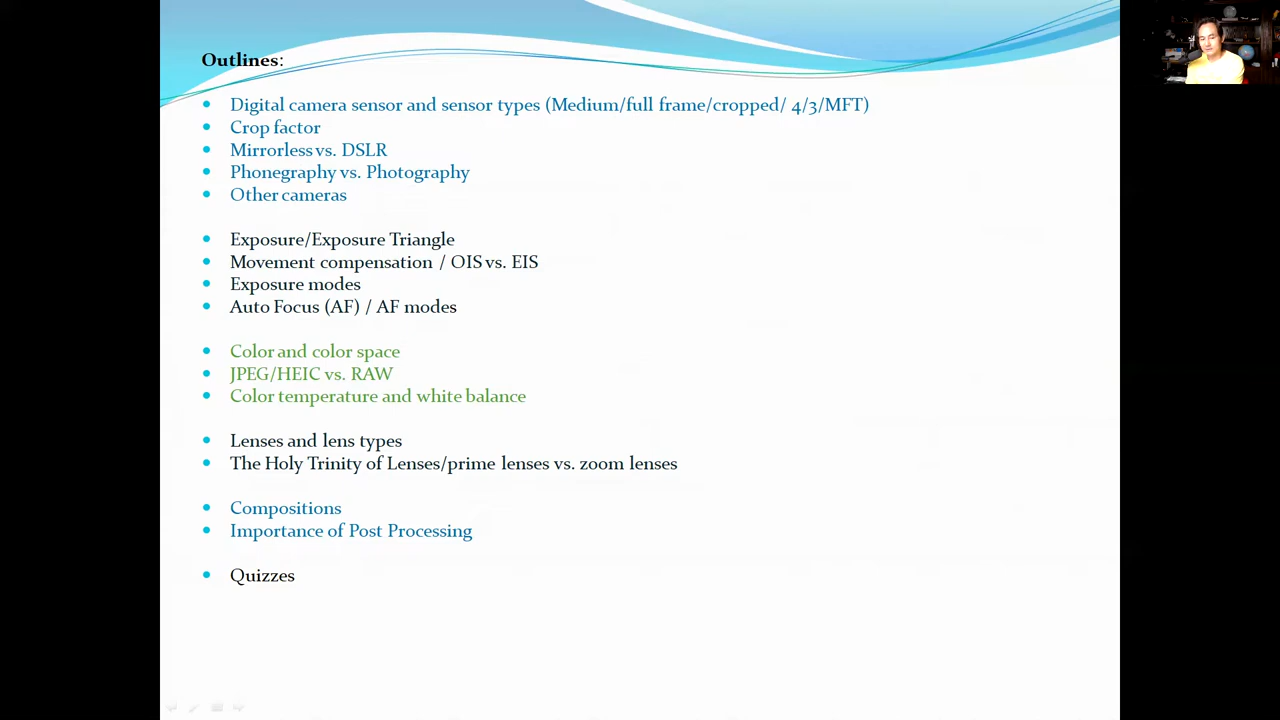 Outlines:
• Digital camera sensor and sensor types (Medium/full frame/cropped/ 4/3/MFT)
• Crop factor
• Mirrorless vs. DSLR
• Phonegraphy vs. Photography
• Other cameras
• Exposure/Exposure Triangle
• Movement compensation / OIS vs. EIS
• Exposure modes
• Auto Focus (AF) / AF modes
• Color and color space
• JPEG/HEIC vs. RAW
• Color temperature and white balance
• Lenses and lens types
• The Holy Trinity of Lenses/prime lenses vs. zoom lenses
• Compositions
• Importance of Post Processing
• Quizzes